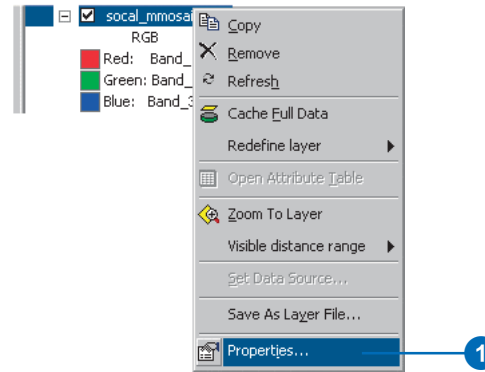 socal_mmosai
RGB
Red: Band_
Green: Band_
Blue: Band_3
Copy
Remove
Refresh
Cache Full Data
Redefine layer
Open Attribute Table
Zoom To Layer
Visible distance range
Set Data Source...
Save As Layer File...
Properties...
1